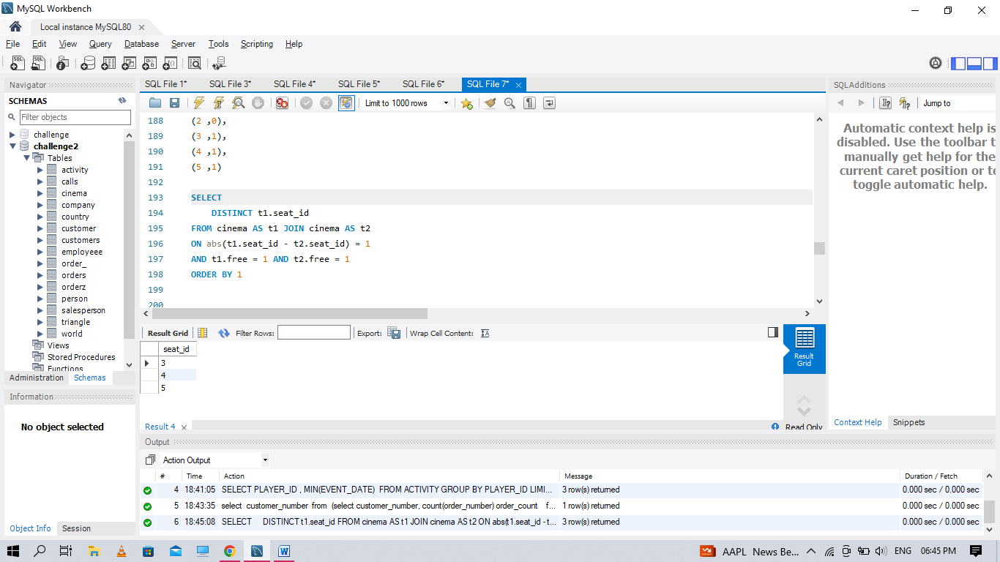 MySQL Workbench
Local instance MySQL80
File Edit View Query Database Server Tools Scripting Help
Navigator
SCHEMAS
Filter objects
challenge
challenge2
Tables
activity
calls
cinema
company
country
customer
customers
employeee
order_
orders
orderz
person
salesperson
triangle
world
Views
Stored Procedures
Functions
Administration Schemas
Information
No object selected
Object Info Session
SQL File 1* SQL File 3* SQL File 4* SQL File 5* SQL File 6* SQL File 7*
Limit to 1000 rows
188 (2 ,0),
189 (3 ,1),
190 (4 ,1),
191 (5 ,1)
192
193 SELECT
194 DISTINCT t1.seat_id
195 FROM cinema AS t1 JOIN cinema AS t2
196 ON abs(t1.seat_id - t2.seat_id) = 1
197 AND t1.free = 1 AND t2.free = 1
198 ORDER BY 1
199
200
Result Grid Filter Rows: Export: Wrap Cell Content:
seat_id
3
4
5
Result Grid
Result 4
Read Only
SQLAdditions
Jump to
Automatic context help is
disabled. Use the toolbar t
manually get help for the
current caret position or to
toggle automatic help.
Context Help Snippets
Output
Action Output
# Time Action Message Duration / Fetch
4 18:41:05 SELECT PLAYER_ID , MIN(EVENT_DATE) FROM ACTIVITY GROUP BY PLAYER_ID LIMI... 3 row(s) returned 0.000 sec / 0.000 sec
5 18:43:35 select customer_number from (select customer_number, count(order_number) order_count f... 1 row(s) returned 0.000 sec / 0.000 sec
6 18:45:08 SELECT DISTINCT t1.seat_id FROM cinema AS t1 JOIN cinema AS t2 ON abs(t1.seat_id - t... 3 row(s) returned 0.000 sec / 0.000 sec
AAPL News Be... ENG 06:45 PM